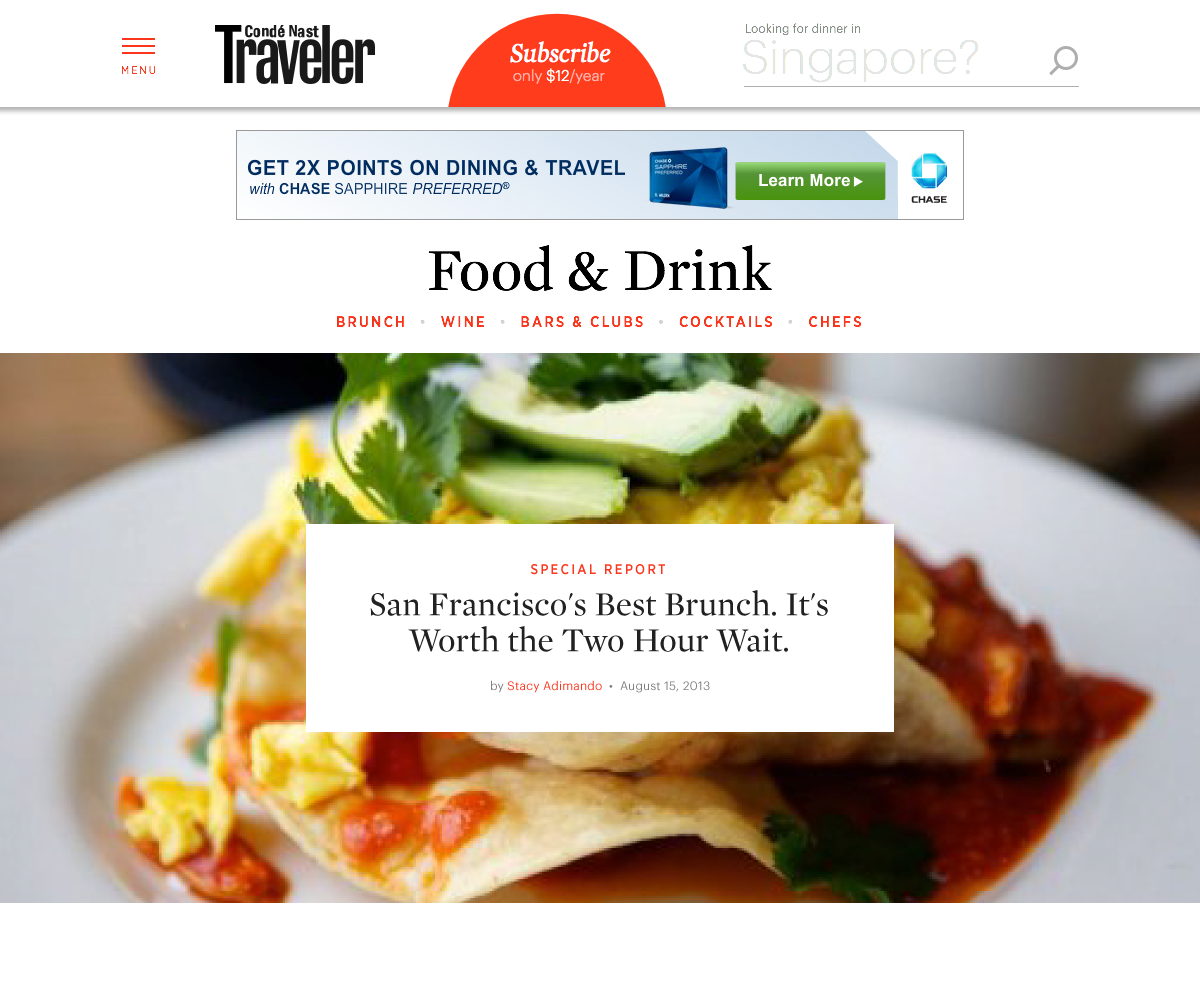 MENU
Condé Nast
Traveler
Subscribe
only $12/year
Looking for dinner in
Singapore?
GET 2X POINTS ON DINING & TRAVEL
with CHASE SAPPHIRE PREFERRED®
CHASE
SAPPHIRE
PREFERRED
Learn More
CHASE
Food & Drink
BRUNCH • WINE • BARS & CLUBS • COCKTAILS • CHEFS
SPECIAL REPORT
San Francisco's Best Brunch. It's
Worth the Two Hour Wait.
by Stacy Adimando • August 15, 2013